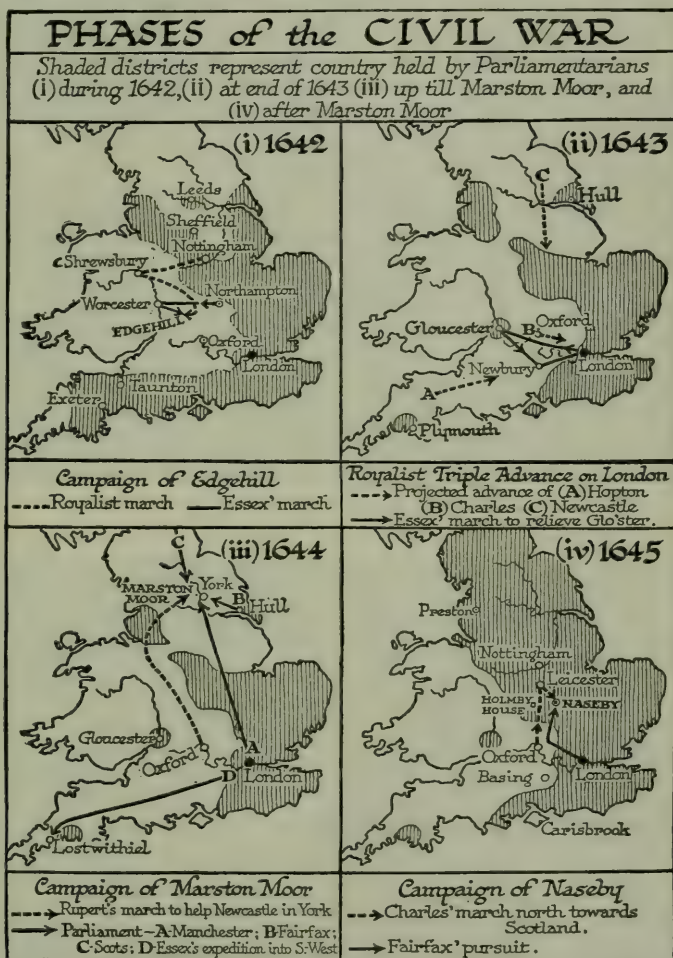 PHASES of the CIVIL WAR
Shaded districts represent country held by Parliamentarians
(i) during 1642, (ii) at end of 1643 (iii) up till Marston Moor, and
(iv) after Marston Moor
(i) 1642
Leeds
Sheffield
Nottingham
Shrewsbury
Worcester
Northampton
EDGEHILL
Oxford
London
Taunton
Exeter
Campaign of Edgehill
Royalist march
Essex' march
(ii) 1643
C
Hull
Gloucester
B
Oxford
Newbury
London
A
Plymouth
Royalist Triple Advance on London
Projected advance of (A) Hopton
(B) Charles (C) Newcastle
Essex' march to relieve Glo'ster.
(iii) 1644
C
MARSTON MOOR
York
B
Hull
Gloucester
Oxford
A
D
London
Lostwithiel
Campaign of Marston Moor
Rupert's march to help Newcastle in York
Parliament-A-Manchester; B-Fairfax;
C-Scots; D-Essex's expedition into S-West
(iv) 1645
Preston
Nottingham
Leicester
HOLMBY
HOUSE
NASEBY
Oxford
Basing
London
Carisbrook
Campaign of Naseby
Charles' march north towards
Scotland.
Fairfax' pursuit.